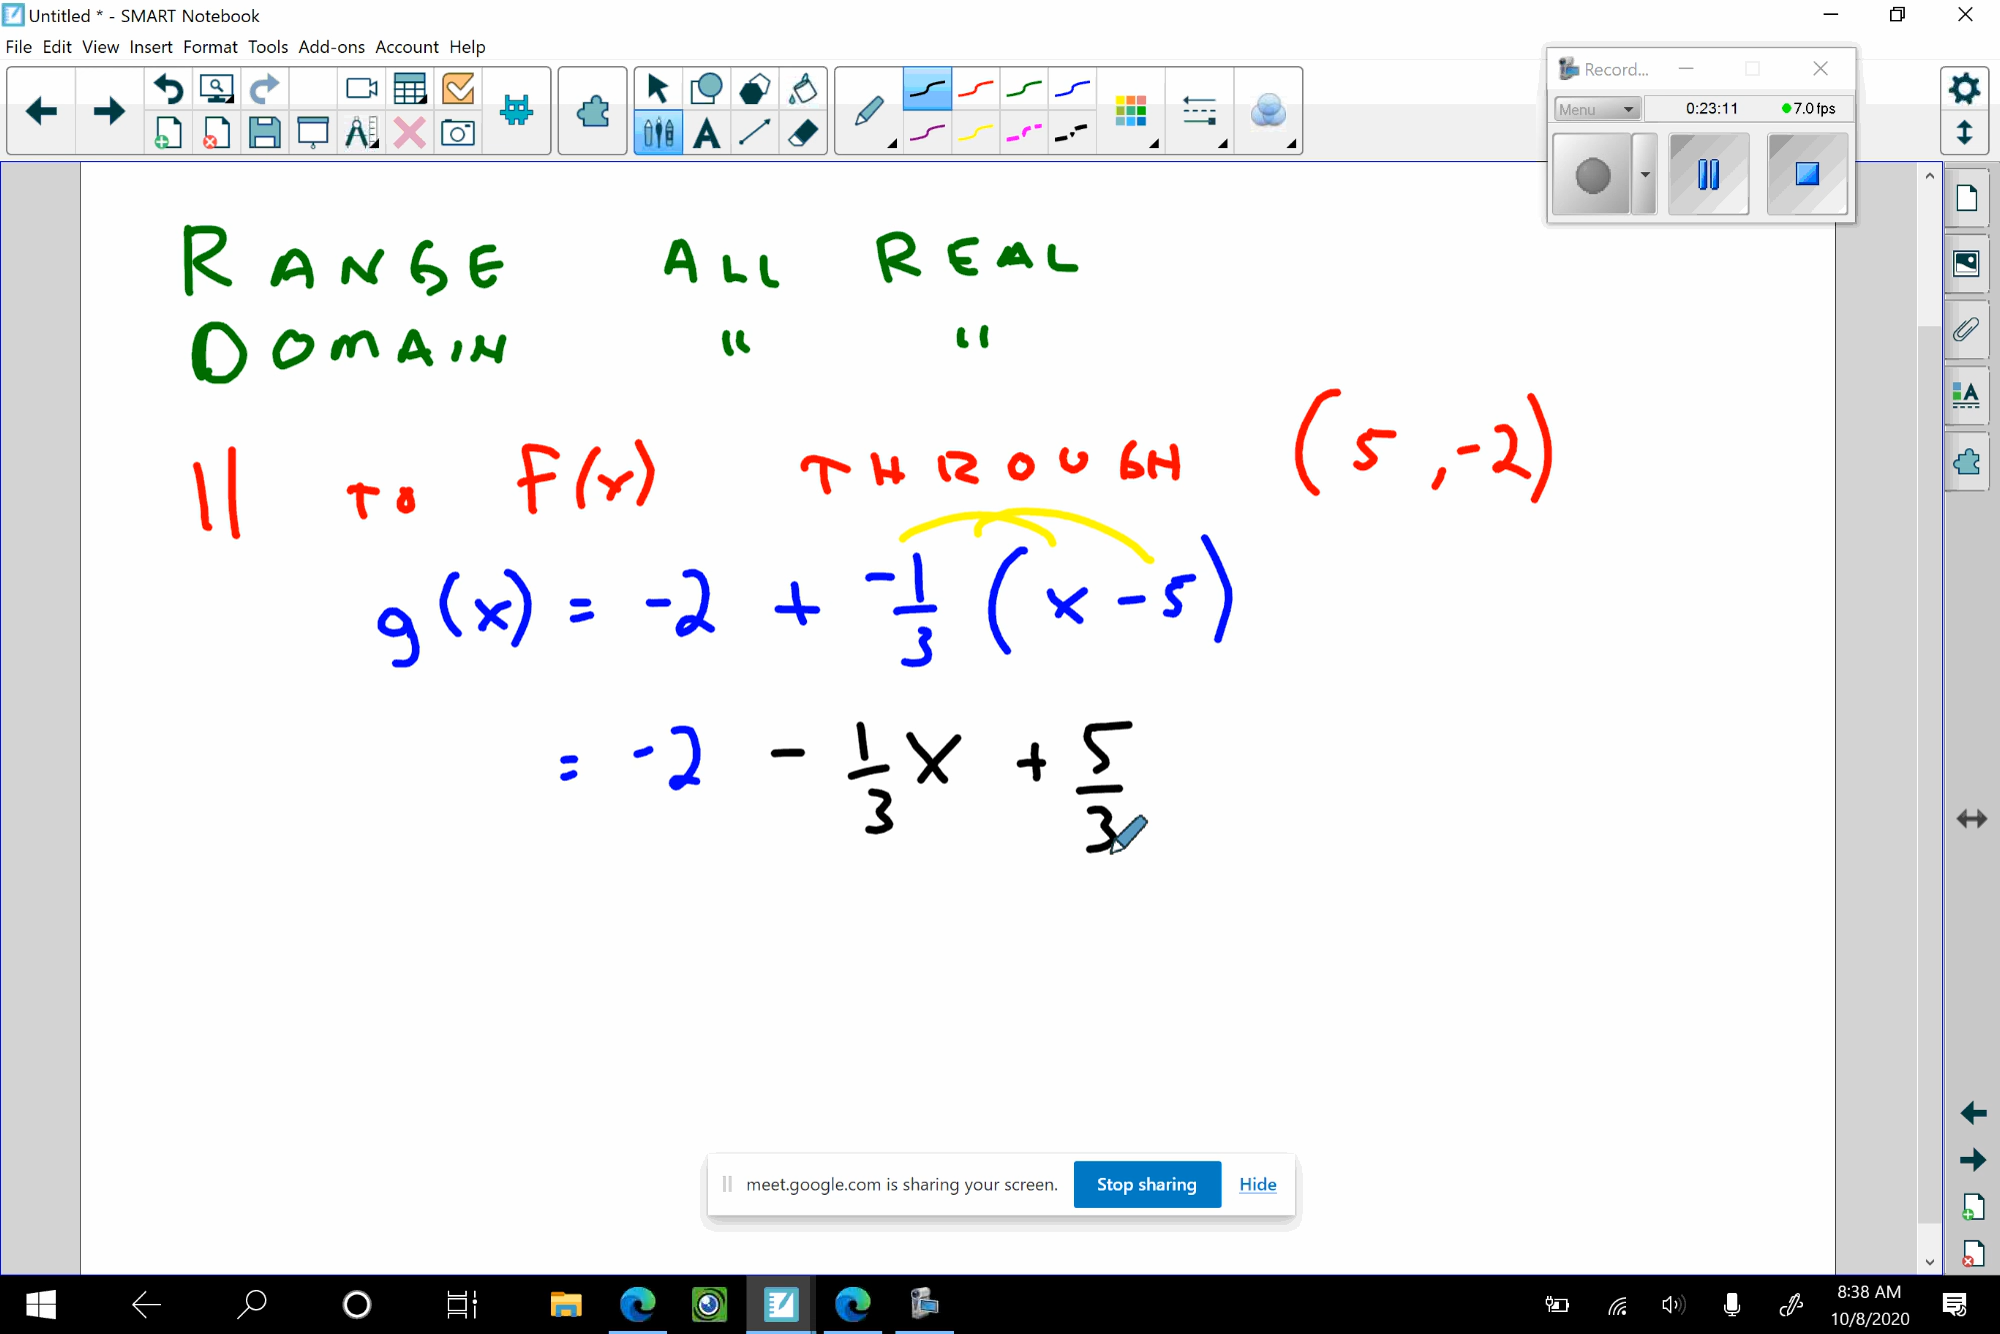 Untitled * - SMART Notebook
File Edit View Insert Format Tools Add-ons Account Help
Record...
Menu 0:23:11 7.0 fps
RANGE ALL REAL
DOMAIN " "
|| TO F(x) THROUGH (5, -2)
g(x) = -2 + -1/3 (x - 5)
= -2 - 1/3 x + 5/3
meet.google.com is sharing your screen. Stop sharing Hide
8:38 AM
10/8/2020